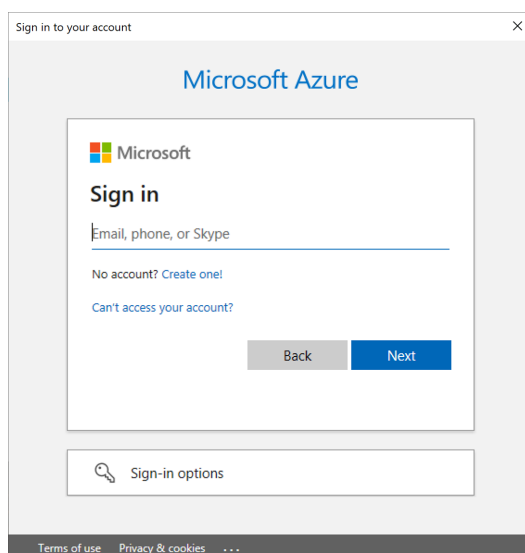 Sign in to your account
Microsoft Azure
Microsoft
Sign in
Email, phone, or Skype
No account? Create one!
Can't access your account?
Back Next
Sign-in options
Terms of use Privacy & cookies ...